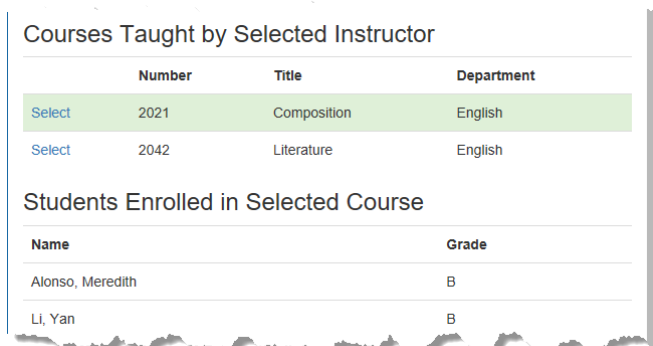 Courses Taught by Selected Instructor
Number Title Department
Select 2021 Composition English
Select 2042 Literature English
Students Enrolled in Selected Course
Name Grade
Alonso, Meredith B
Li, Yan B